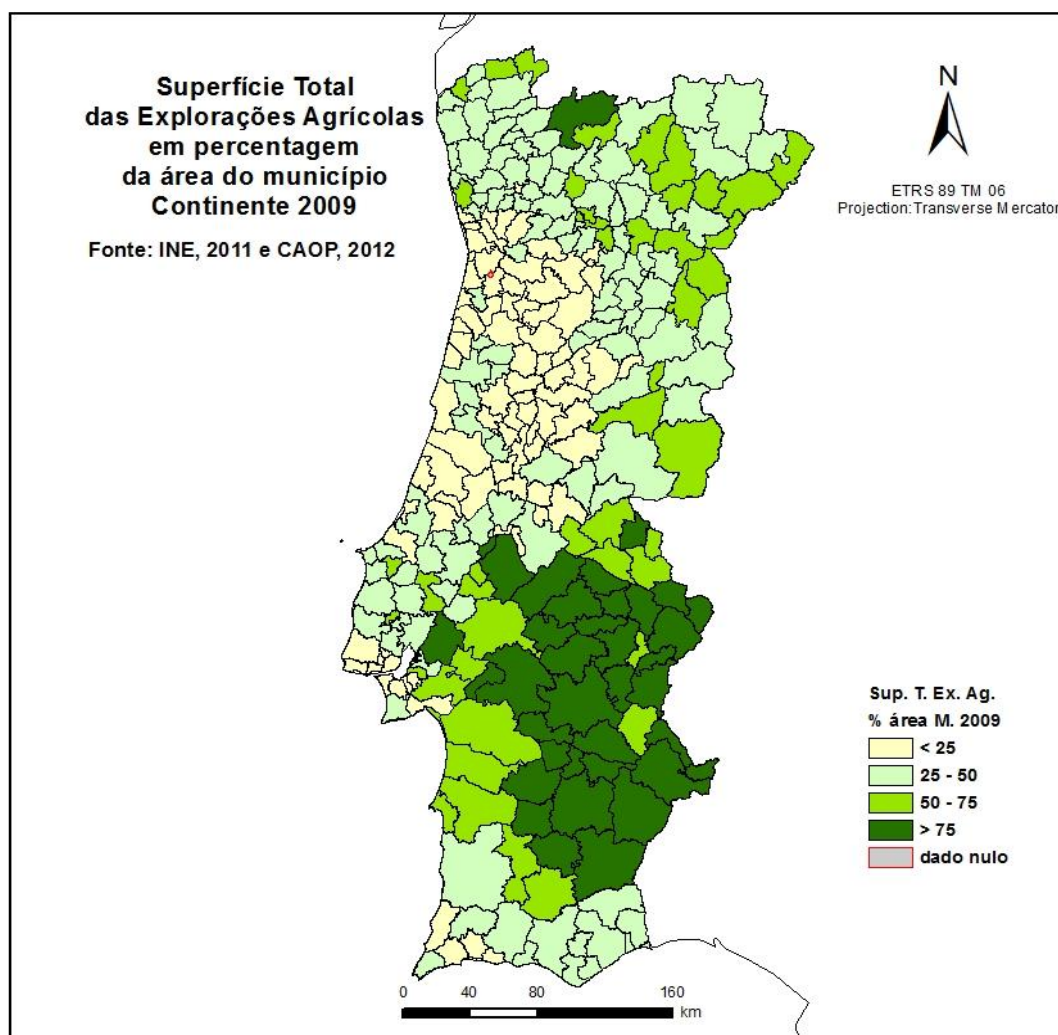 Superfície Total
das Explorações Agrícolas
em percentagem
da área do município
Continente 2009
Fonte: INE, 2011 e CAOP, 2012
N
ETRS 89 TM 06
Projection: Transverse Mercator
Sup. T. Ex. Ag.
% área M. 2009
< 25
25 - 50
50 - 75
> 75
dado nulo
0 40 80 160
km